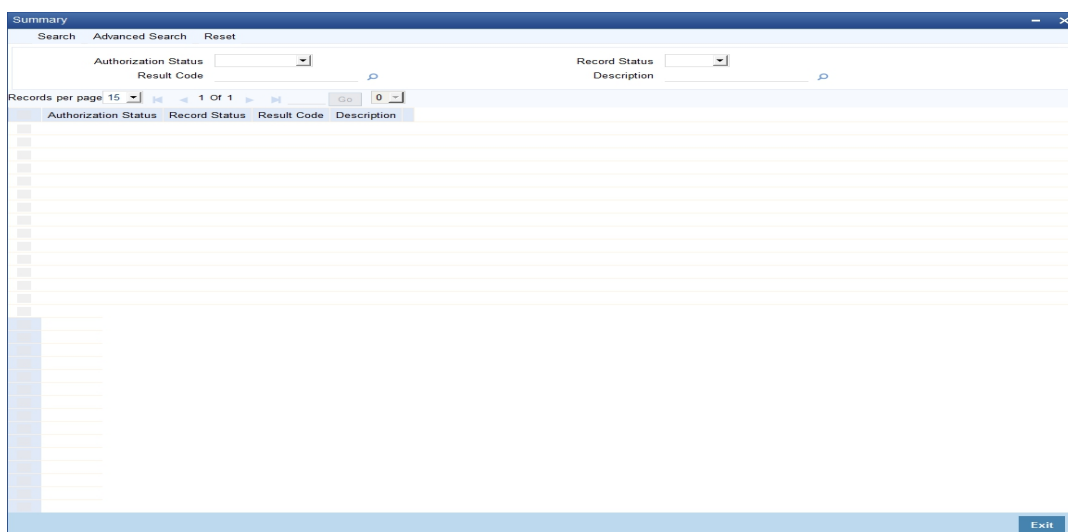 Summary
Search Advanced Search Reset
Authorization Status Record Status
Result Code Description
Records per page 15 1 Of 1 Go 0
Authorization Status Record Status Result Code Description
Exit